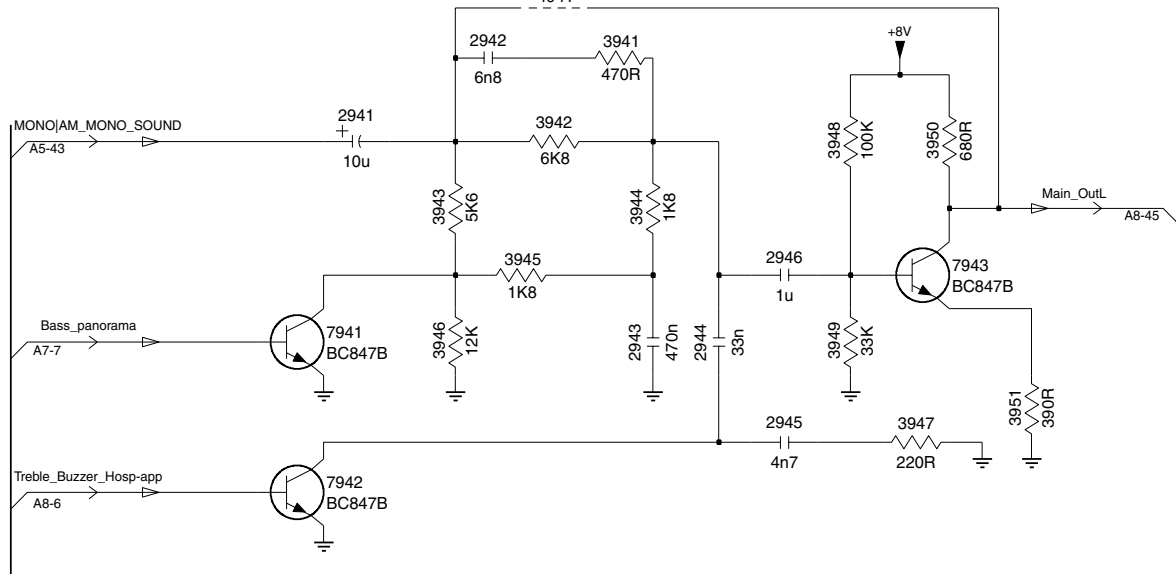 2942
3941
6n8
470R
+8V
MONO|AM_MONO_SOUND
A5-43
2941
+
10u
3942
6K8
3948
100K
3950
680R
3943
5K6
3944
1K8
Main_OutL
A8-45
3945
1K8
2946
1u
7943
BC847B
Bass_panorama
A7-7
7941
BC847B
3946
12K
2943
470n
2944
33n
3949
33K
3951
390R
2945
4n7
3947
220R
Treble_Buzzer_Hosp-app
A8-6
7942
BC847B